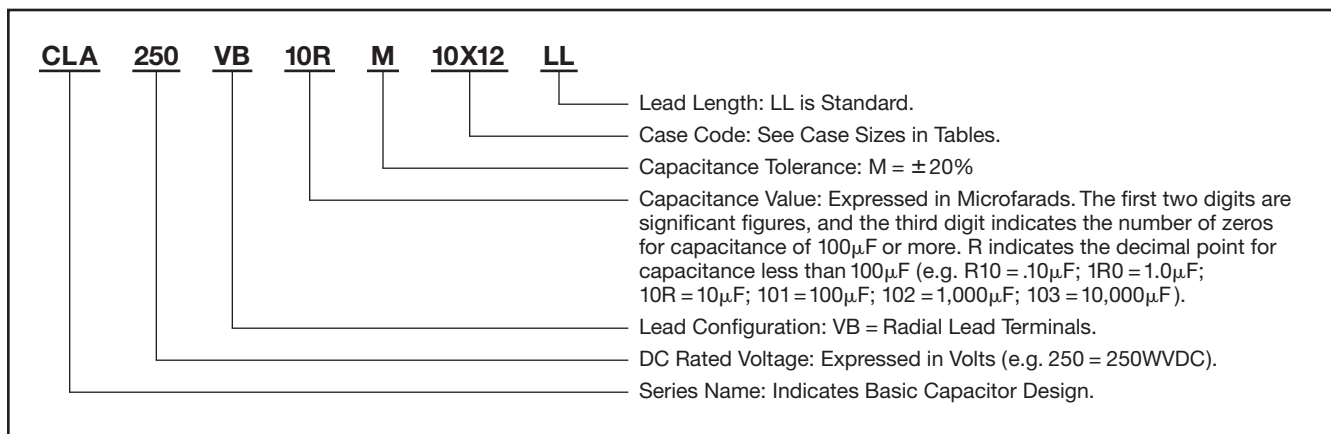 CLA 250 VB 10R M 10X12 LL
Lead Length: LL is Standard.
Case Code: See Case Sizes in Tables.
Capacitance Tolerance: M = ±20%
Capacitance Value: Expressed in Microfarads. The first two digits are
significant figures, and the third digit indicates the number of zeros
for capacitance of 100µF or more. R indicates the decimal point for
capacitance less than 100µF (e.g. R10 = .10µF; 1R0 = 1.0µF;
10R = 10µF; 101 = 100µF; 102 = 1,000µF; 103 = 10,000µF).
Lead Configuration: VB = Radial Lead Terminals.
DC Rated Voltage: Expressed in Volts (e.g. 250 = 250WVDC).
Series Name: Indicates Basic Capacitor Design.